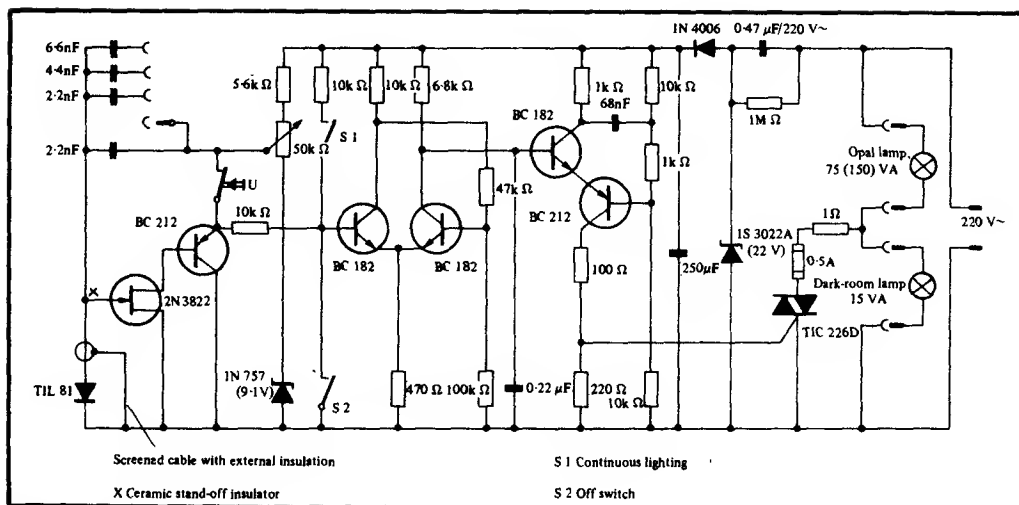 6·6nF
4·4nF
2·2nF
2·2nF
5·6k Ω
10k Ω
10k Ω
6·8k Ω
50k Ω
S 1
U
BC 212
10k Ω
2N 3822
X
TIL 81
1N 757
(9·1V)
S 2
BC 182
BC 182
47k Ω
470 Ω
100k Ω
0·22 μF
BC 182
1k Ω
68nF
10k Ω
1k Ω
BC 212
100 Ω
220 Ω
10k Ω
250μF
1N 4006
0·47 μF/220 V~
1M Ω
1S 3022A
(22 V)
1Ω
0·5A
TIC 226D
Opal lamp
75 (150) VA
220 V~
Dark-room lamp
15 VA
Screened cable with external insulation
X Ceramic stand-off insulator
S 1 Continuous lighting
S 2 Off switch